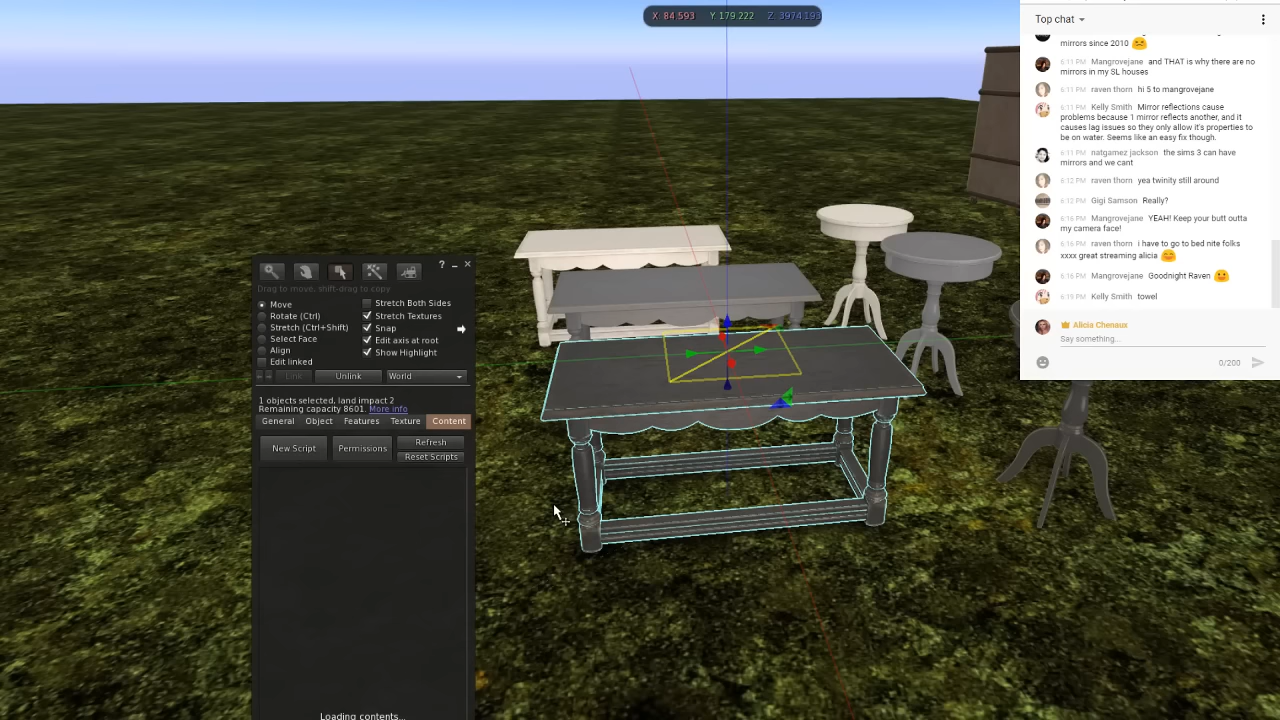 X: 84.593 Y: 179.222 Z: 3974.193
Top chat
mirrors since 2010
6:11 PM Mangrovejane and THAT is why there are no
mirrors in my SL houses
6:11 PM raven thorn hi 5 to mangrovejane
6:11 PM Kelly Smith Mirror reflections cause
problems because 1 mirror reflects another, and it
causes lag issues so they only allow it's properties to
be on water. Seems like an easy fix though.
6:11 PM natgamez jackson the sims 3 can have
mirrors and we cant
6:12 PM raven thorn yea twinity still around
6:12 PM Gigi Samson Really?
6:16 PM Mangrovejane YEAH! Keep your butt outta
my camera face!
6:16 PM raven thorn i have to go to bed nite folks
xxxx great streaming alicia
6:16 PM Mangrovejane Goodnight Raven
6:19 PM Kelly Smith towel
Alicia Chenaux
Say something...
0/200
? _ ×
Drag to move, shift-drag to copy
Move
Rotate (Ctrl)
Stretch (Ctrl+Shift)
Select Face
Align
Edit linked
Stretch Both Sides
Stretch Textures
Snap
Edit axis at root
Show Highlight
Link Unlink World
1 objects selected, land impact 2
Remaining capacity 8601. More info
General Object Features Texture Content
New Script Permissions Refresh
Reset Scripts
Loading contents...